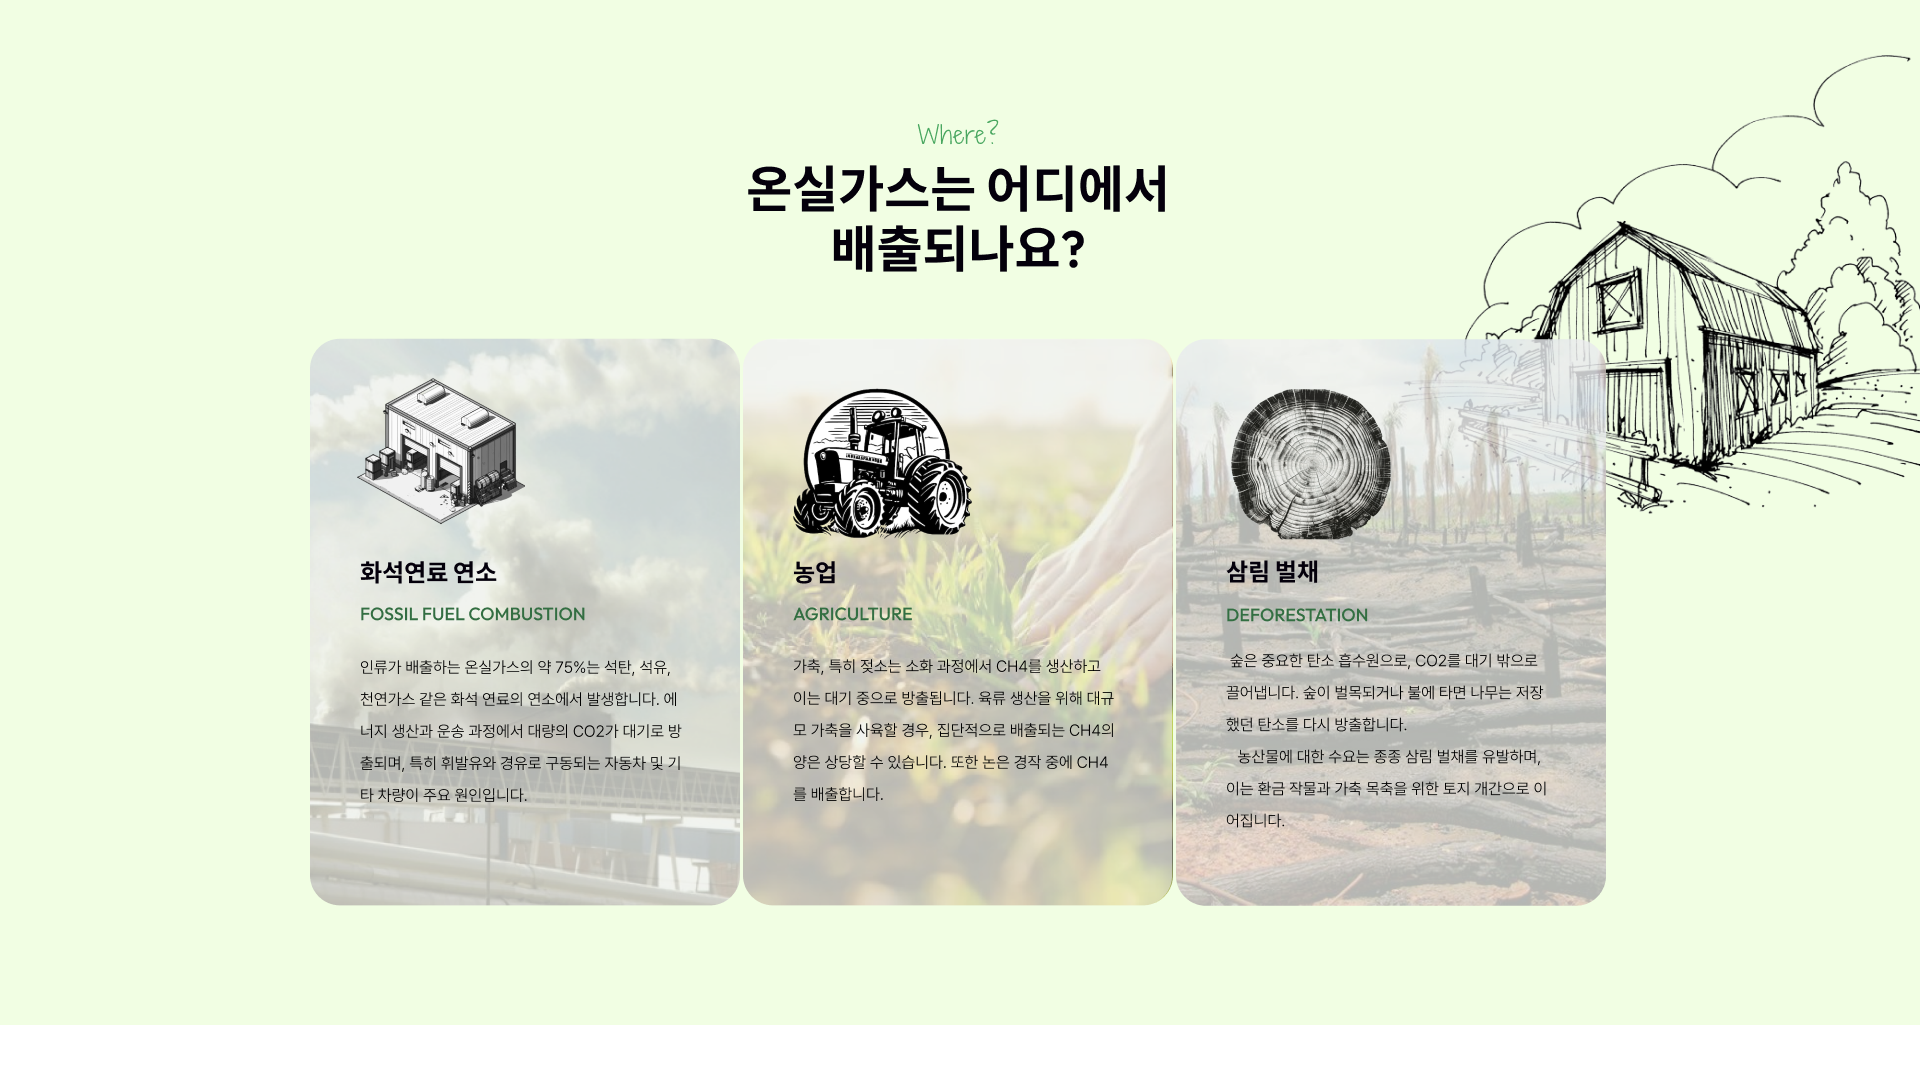 Where?
온실가스는 어디에서
배출되나요?
화석연료 연소
FOSSIL FUEL COMBUSTION
인류가 배출하는 온실가스의 약 75%는 석탄, 석유,
천연가스 같은 화석 연료의 연소에서 발생합니다. 에
너지 생산과 운송 과정에서 대량의 CO2가 대기로 방
출되며, 특히 휘발유와 경유로 구동되는 자동차 및 기
타 차량이 주요 원인입니다.
농업
AGRICULTURE
가축, 특히 젖소는 소화 과정에서 CH4를 생산하고
이는 대기 중으로 방출됩니다. 육류 생산을 위해 대규
모 가축을 사육할 경우, 집단적으로 배출되는 CH4의
양은 상당할 수 있습니다. 또한 논은 경작 중에 CH4
를 배출합니다.
삼림 벌채
DEFORESTATION
숲은 중요한 탄소 흡수원으로, CO2를 대기 밖으로
끌어냅니다. 숲이 벌목되거나 불에 타면 나무는 저장
했던 탄소를 다시 방출합니다.
농산물에 대한 수요는 종종 삼림 벌채를 유발하며,
이는 환금 작물과 가축 목축을 위한 토지 개간으로 이
어집니다.